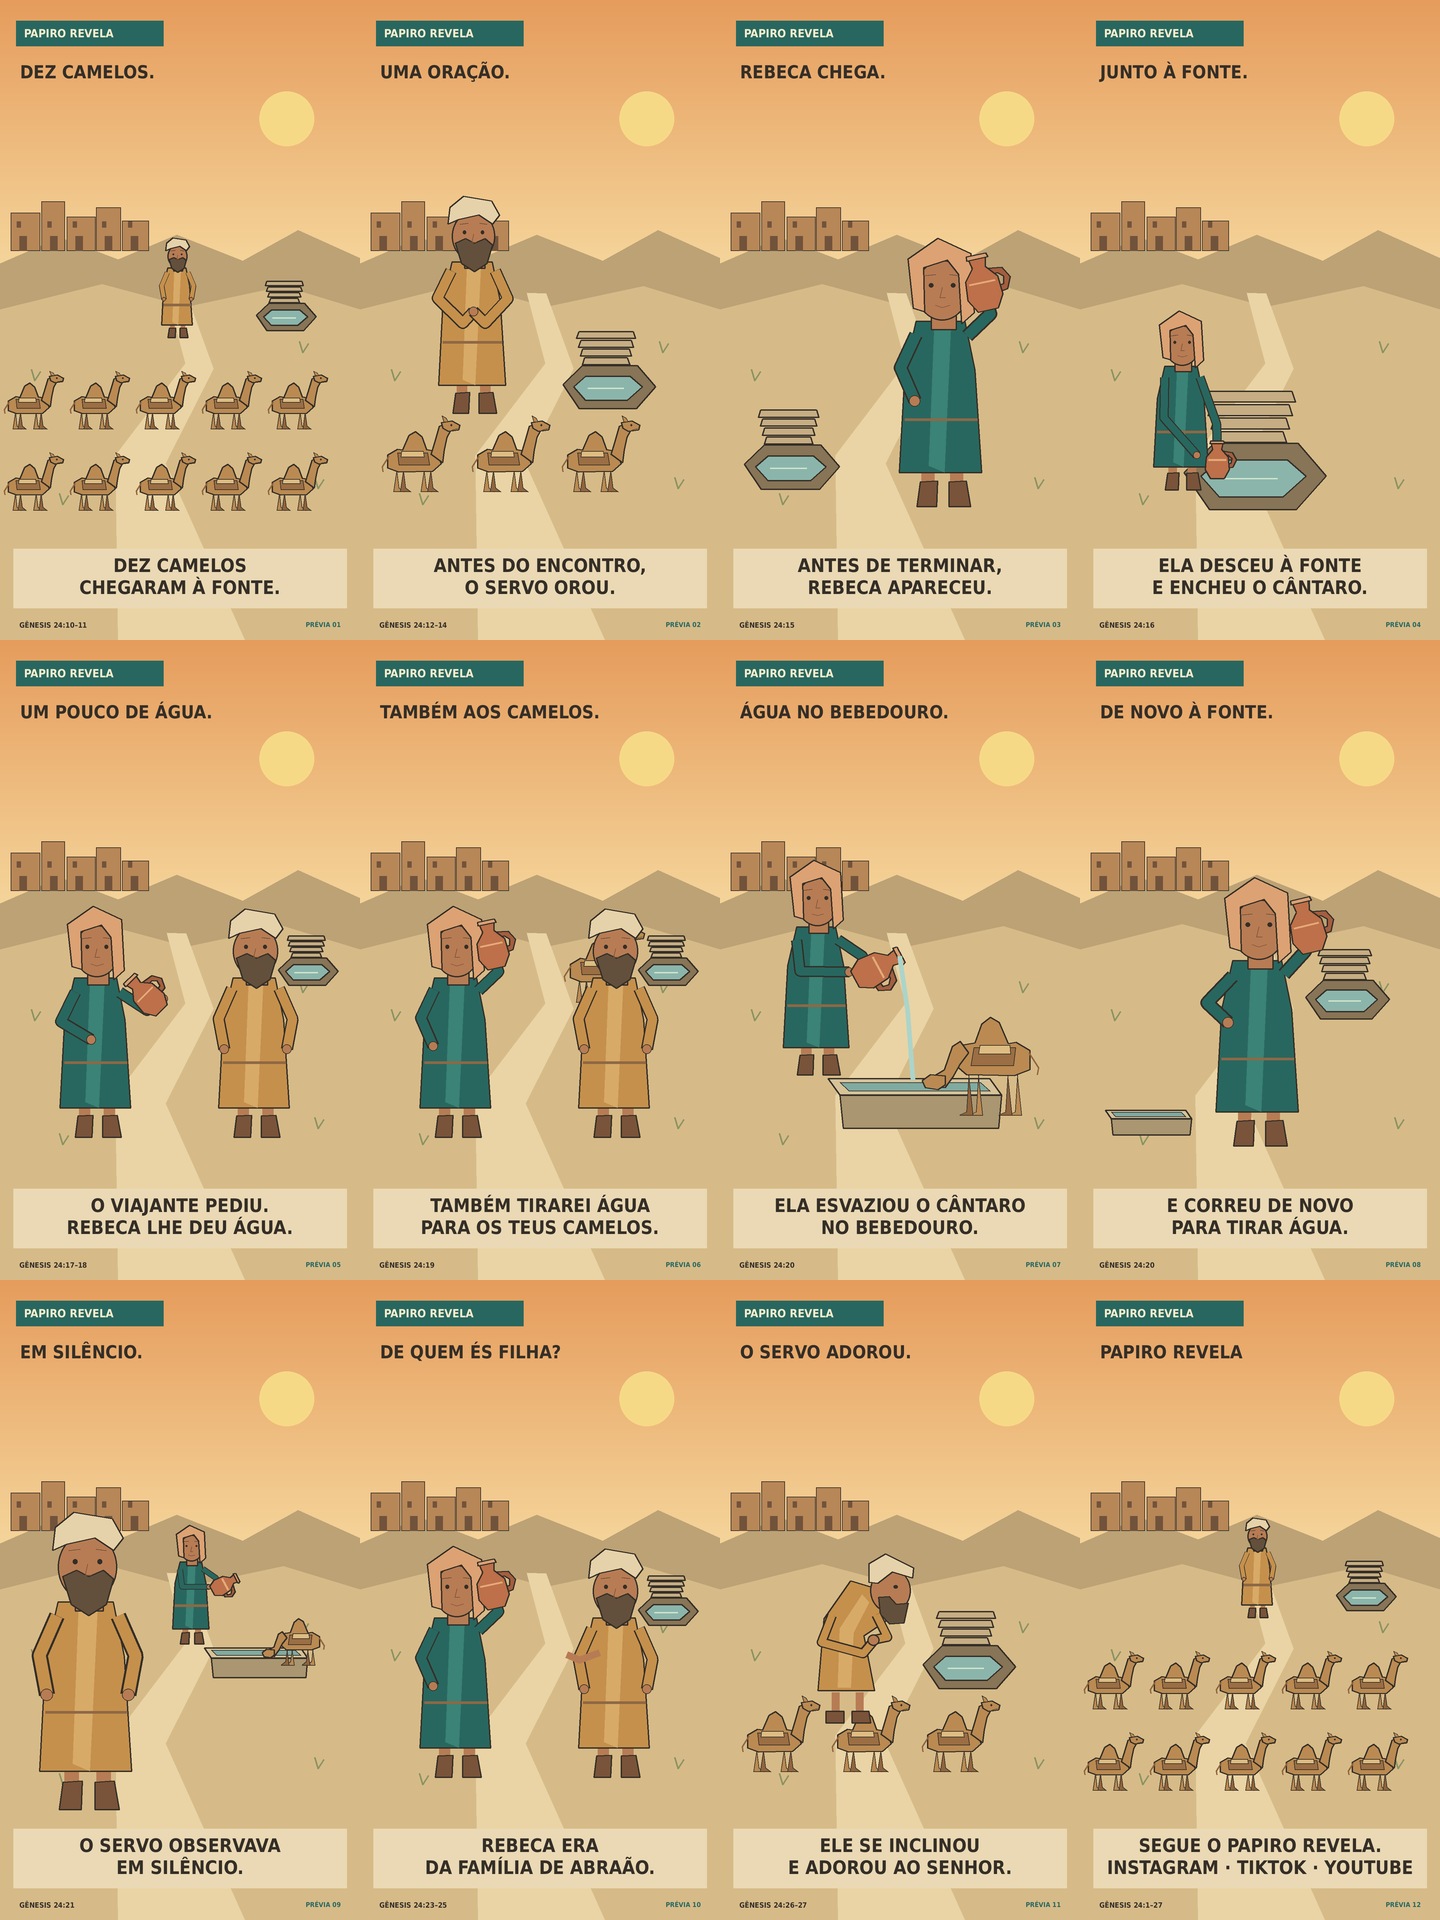 PAPIRO REVELA
DEZ CAMELOS.
DEZ CAMELOS
CHEGARAM À FONTE.
GÊNESIS 24:10–11
PRÉVIA 01
PAPIRO REVELA
UMA ORAÇÃO.
ANTES DO ENCONTRO,
O SERVO OROU.
GÊNESIS 24:12–14
PRÉVIA 02
PAPIRO REVELA
REBECA CHEGA.
ANTES DE TERMINAR,
REBECA APARECEU.
GÊNESIS 24:15
PRÉVIA 03
PAPIRO REVELA
JUNTO À FONTE.
ELA DESCEU À FONTE
E ENCHEU O CÂNTARO.
GÊNESIS 24:16
PRÉVIA 04
PAPIRO REVELA
UM POUCO DE ÁGUA.
O VIAJANTE PEDIU.
REBECA LHE DEU ÁGUA.
GÊNESIS 24:17–18
PRÉVIA 05
PAPIRO REVELA
TAMBÉM AOS CAMELOS.
TAMBÉM TIRAREI ÁGUA
PARA OS TEUS CAMELOS.
GÊNESIS 24:19
PRÉVIA 06
PAPIRO REVELA
ÁGUA NO BEBEDOURO.
ELA ESVAZIOU O CÂNTARO
NO BEBEDOURO.
GÊNESIS 24:20
PRÉVIA 07
PAPIRO REVELA
DE NOVO À FONTE.
E CORREU DE NOVO
PARA TIRAR ÁGUA.
GÊNESIS 24:20
PRÉVIA 08
PAPIRO REVELA
EM SILÊNCIO.
O SERVO OBSERVAVA
EM SILÊNCIO.
GÊNESIS 24:21
PRÉVIA 09
PAPIRO REVELA
DE QUEM ÉS FILHA?
REBECA ERA
DA FAMÍLIA DE ABRAÃO.
GÊNESIS 24:23–25
PRÉVIA 10
PAPIRO REVELA
O SERVO ADOROU.
ELE SE INCLINOU
E ADOROU AO SENHOR.
GÊNESIS 24:26–27
PRÉVIA 11
PAPIRO REVELA
PAPIRO REVELA
SEGUE O PAPIRO REVELA.
INSTAGRAM · TIKTOK · YOUTUBE
GÊNESIS 24:1–27
PRÉVIA 12